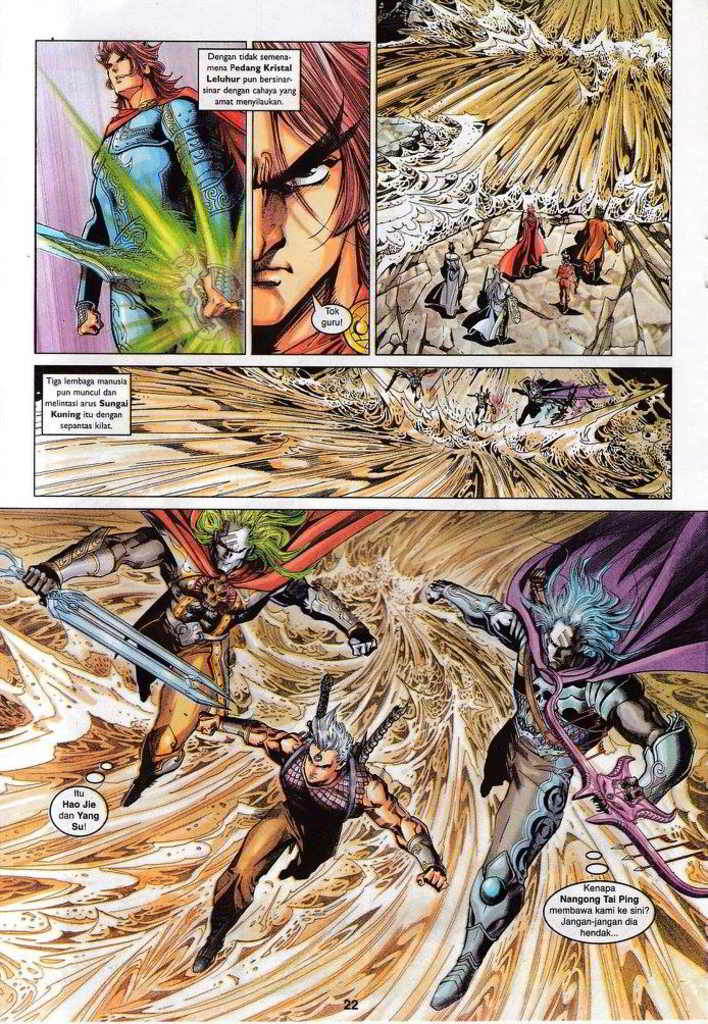 Dengan tidak semena-
mena Pedang Kristal
Leluhur pun bersinar-
sinar dengan cahaya yang
amat menyilaukan.
Tok
guru!
Tiga lembaga manusia
pun muncul dan
melintasi arus Sungai
Kuning itu dengan
sepantas kilat.
Itu
Hao Jie
dan Yang
Su!
Kenapa
Nangong Tai Ping
membawa kami ke sini?
Jangan-jangan dia
hendak...
22